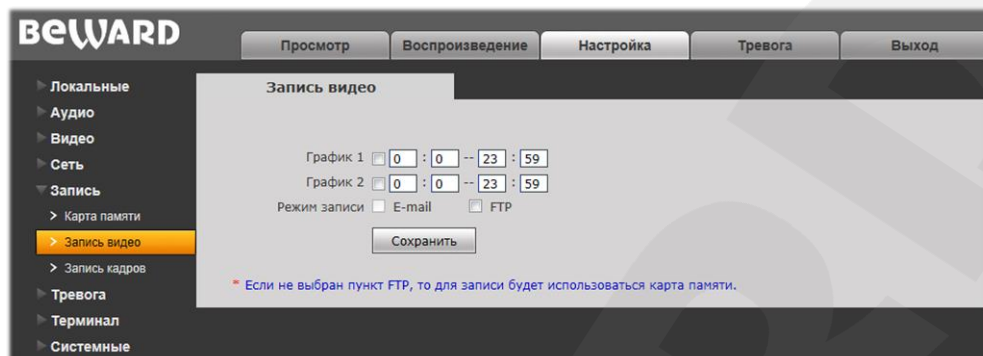 BEWARD
Просмотр Воспроизведение Настройка Тревога Выход
Локальные
Аудио
Видео
Сеть
Запись
Карта памяти
Запись видео
Запись кадров
Тревога
Терминал
Системные
Запись видео
График 1 0 : 0 -- 23 : 59
График 2 0 : 0 -- 23 : 59
Режим записи E-mail FTP
Сохранить
* Если не выбран пункт FTP, то для записи будет использоваться карта памяти.